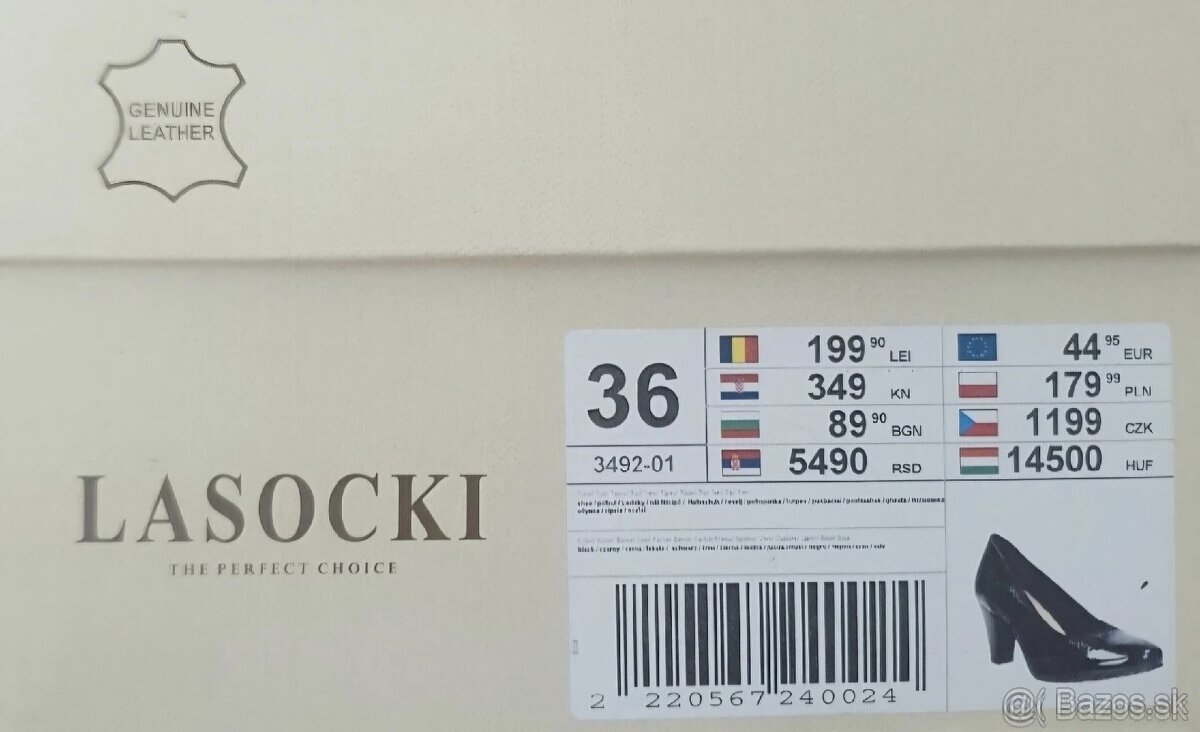 GENUINE
LEATHER
LASOCKI
THE PERFECT CHOICE
36
3492-01
199 90 LEI
349 KN
89 90 BGN
5490 RSD
44 95 EUR
179 99 PLN
1199 CZK
14500 HUF
2 220567 240024
@( Bazos.sk